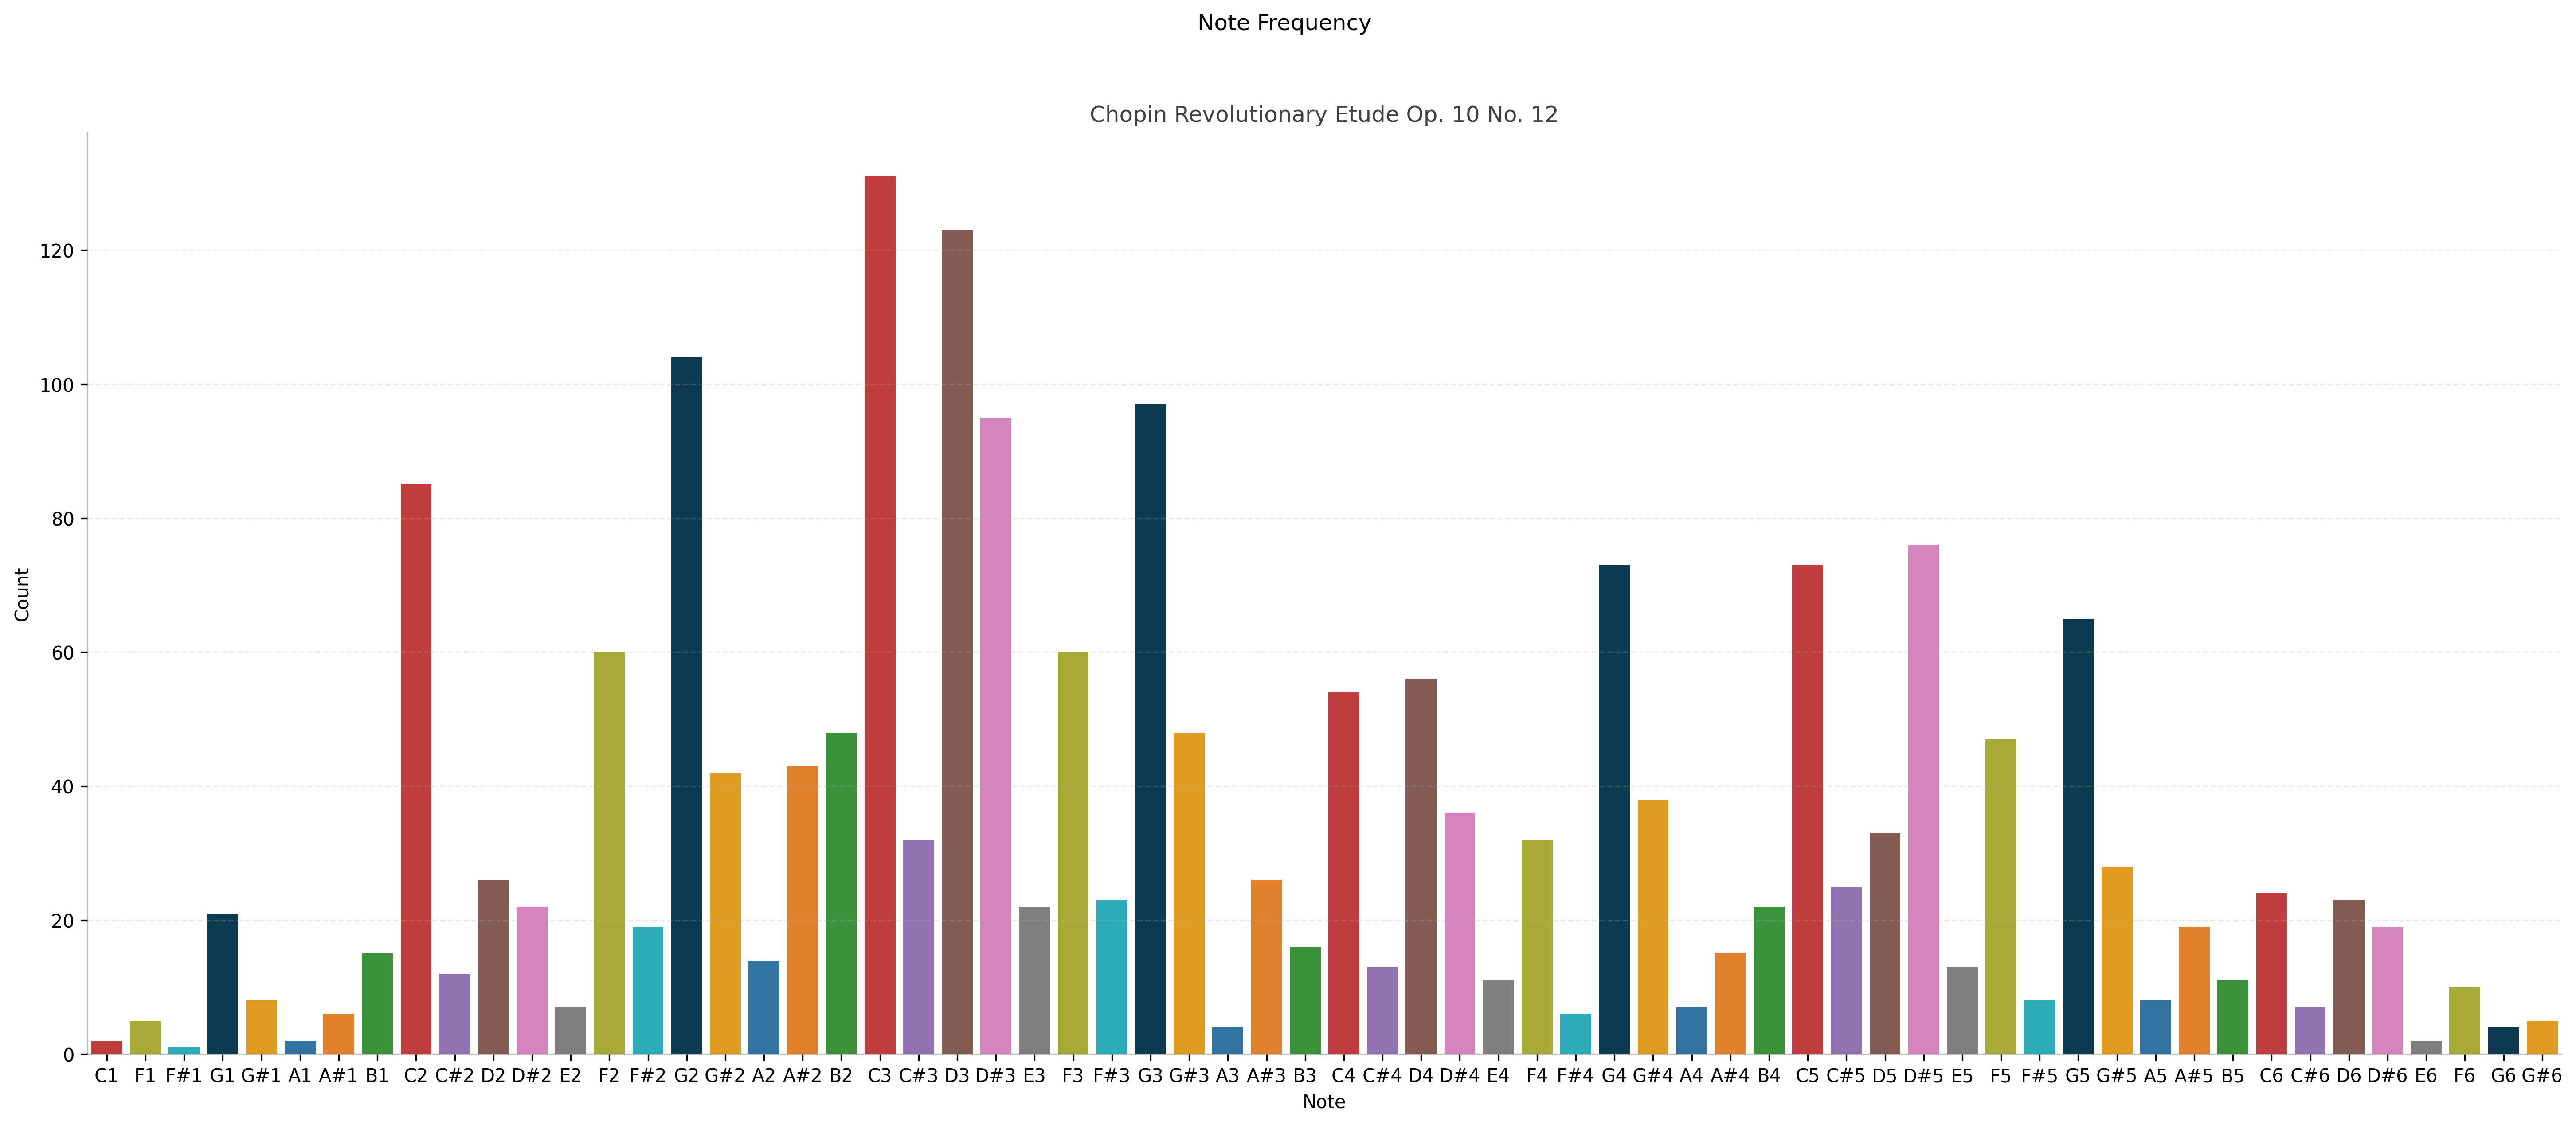 Note Frequency
Chopin Revolutionary Etude Op. 10 No. 12
120
100
80
60
40
20
0
Count
C1 F1 F#1 G1 G#1 A1 A#1 B1 C2 C#2 D2 D#2 E2 F2 F#2 G2 G#2 A2 A#2 B2 C3 C#3 D3 D#3 E3 F3 F#3 G3 G#3 A3 A#3 B3 C4 C#4 D4 D#4 E4 F4 F#4 G4 G#4 A4 A#4 B4 C5 C#5 D5 D#5 E5 F5 F#5 G5 G#5 A5 A#5 B5 C6 C#6 D6 D#6 E6 F6 G6 G#6
Note